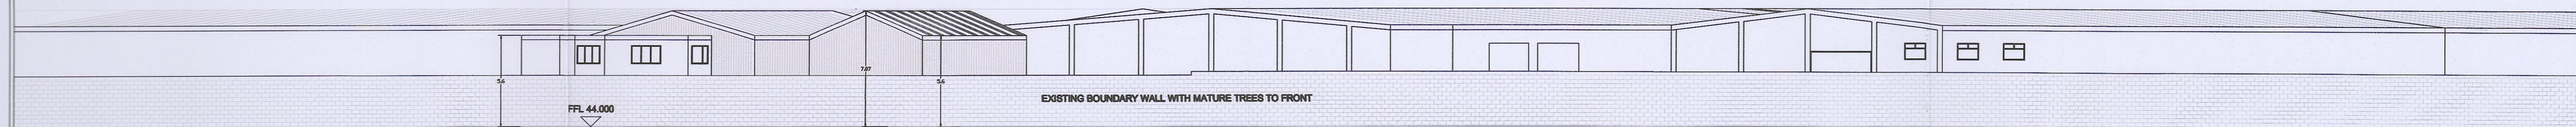 7.07
5.6
5.6
EXISTING BOUNDARY WALL WITH MATURE TREES TO FRONT
FFL 44.000